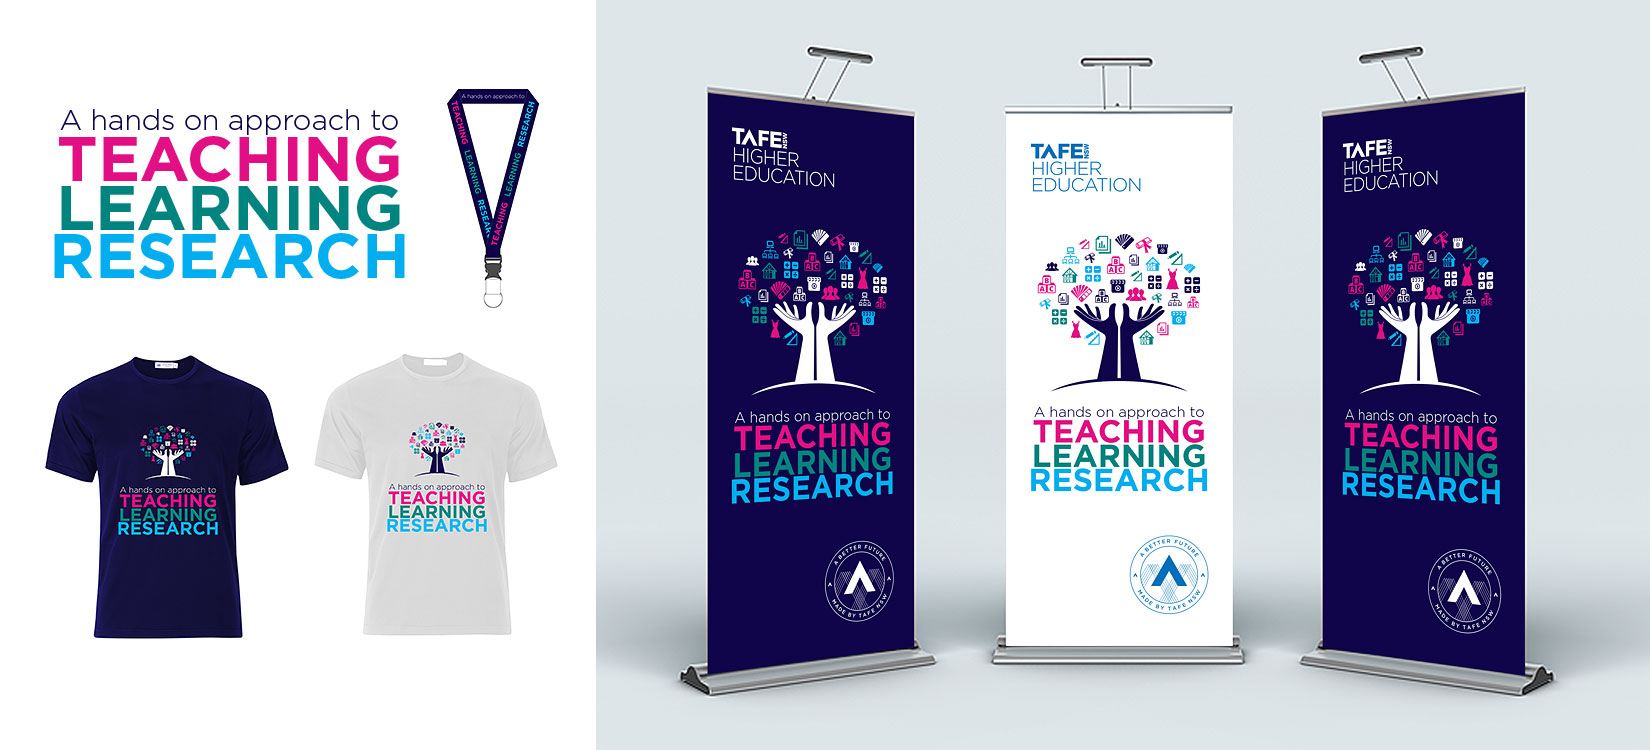 A hands on approach to
TEACHING
LEARNING
RESEARCH
A hands on approach to
TEACHING LEARNING RESEARCH
TEACHING LEARNING RESEARCH
A hands on approach to
TEACHING
LEARNING
RESEARCH
A hands on approach to
TEACHING
LEARNING
RESEARCH
TAFE NSW
HIGHER
EDUCATION
A B C
A B C
A B C
A hands on approach to
TEACHING
LEARNING
RESEARCH
A BETTER FUTURE
MADE BY TAFE NSW
TAFE NSW
HIGHER
EDUCATION
A B C
A B C
A B C
A hands on approach to
TEACHING
LEARNING
RESEARCH
A BETTER FUTURE
MADE BY TAFE NSW
TAFE NSW
HIGHER
EDUCATION
A B C
A B C
A B C
A hands on approach to
TEACHING
LEARNING
RESEARCH
A BETTER FUTURE
MADE BY TAFE NSW